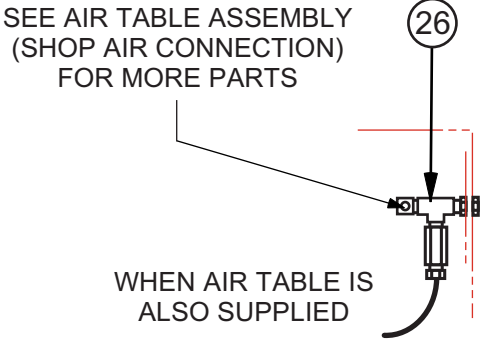 SEE AIR TABLE ASSEMBLY
(SHOP AIR CONNECTION)
FOR MORE PARTS
26
WHEN AIR TABLE IS
ALSO SUPPLIED